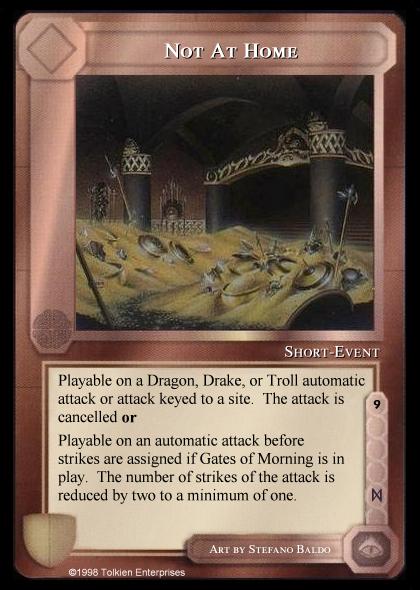 Not At Home
Short-Event
Playable on a Dragon, Drake, or Troll automatic
attack or attack keyed to a site. The attack is
cancelled or
Playable on an automatic attack before
strikes are assigned if Gates of Morning is in
play. The number of strikes of the attack is
reduced by two to a minimum of one.
9
Art by Stefano Baldo
©1998 Tolkien Enterprises